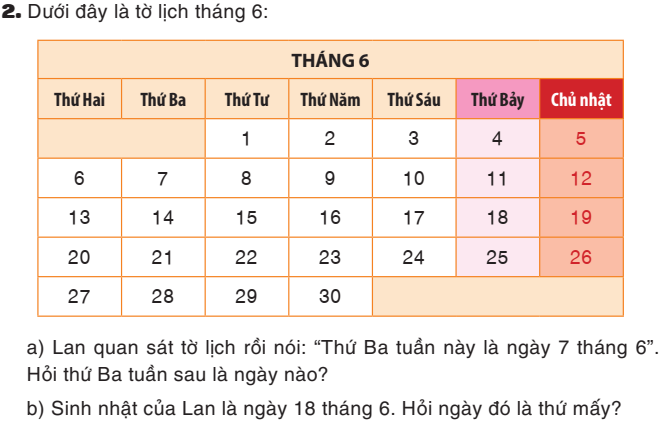 2. Dưới đây là tờ lịch tháng 6:
THÁNG 6
Thứ Hai Thứ Ba Thứ Tư Thứ Năm Thứ Sáu Thứ Bảy Chủ nhật
1 2 3 4 5
6 7 8 9 10 11 12
13 14 15 16 17 18 19
20 21 22 23 24 25 26
27 28 29 30
a) Lan quan sát tờ lịch rồi nói: “Thứ Ba tuần này là ngày 7 tháng 6”.
Hỏi thứ Ba tuần sau là ngày nào?
b) Sinh nhật của Lan là ngày 18 tháng 6. Hỏi ngày đó là thứ mấy?